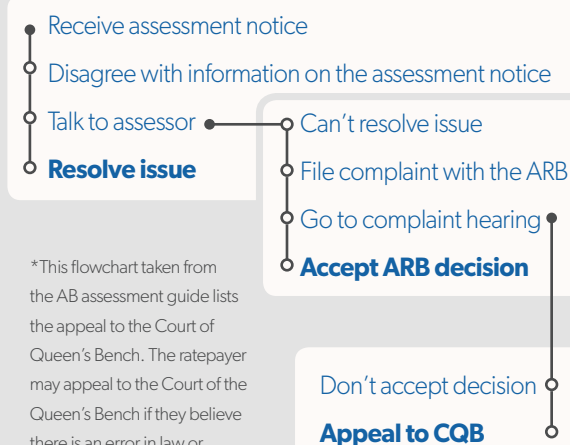 Receive assessment notice
Disagree with information on the assessment notice
Talk to assessor
Resolve issue
Can't resolve issue
File complaint with the ARB
Go to complaint hearing
Accept ARB decision
*This flowchart taken from
the AB assessment guide lists
the appeal to the Court of
Queen's Bench. The ratepayer
may appeal to the Court of the
Queen's Bench if they believe
there is an error in law or
Don't accept decision
Appeal to CQB